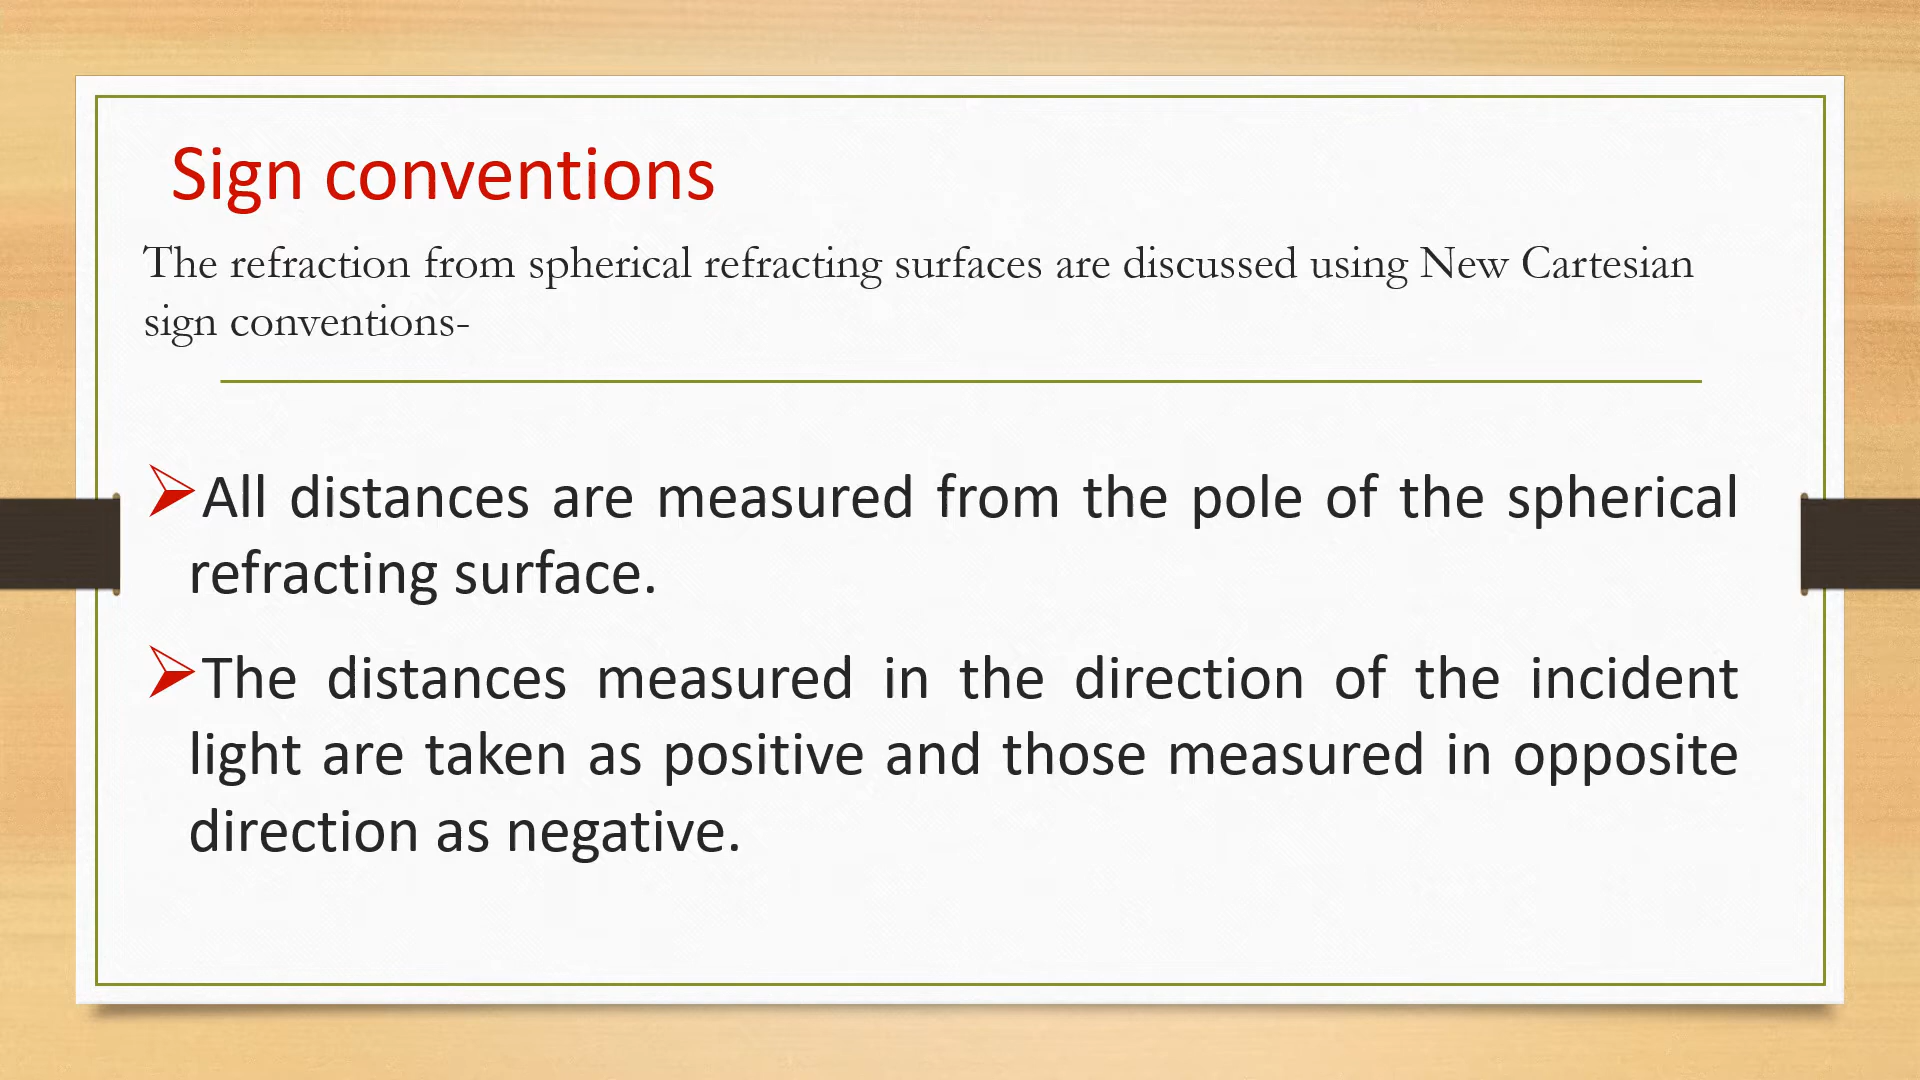 Sign conventions
The refraction from spherical refracting surfaces are discussed using New Cartesian
sign conventions-
All distances are measured from the pole of the spherical
refracting surface.
The distances measured in the direction of the incident
light are taken as positive and those measured in opposite
direction as negative.